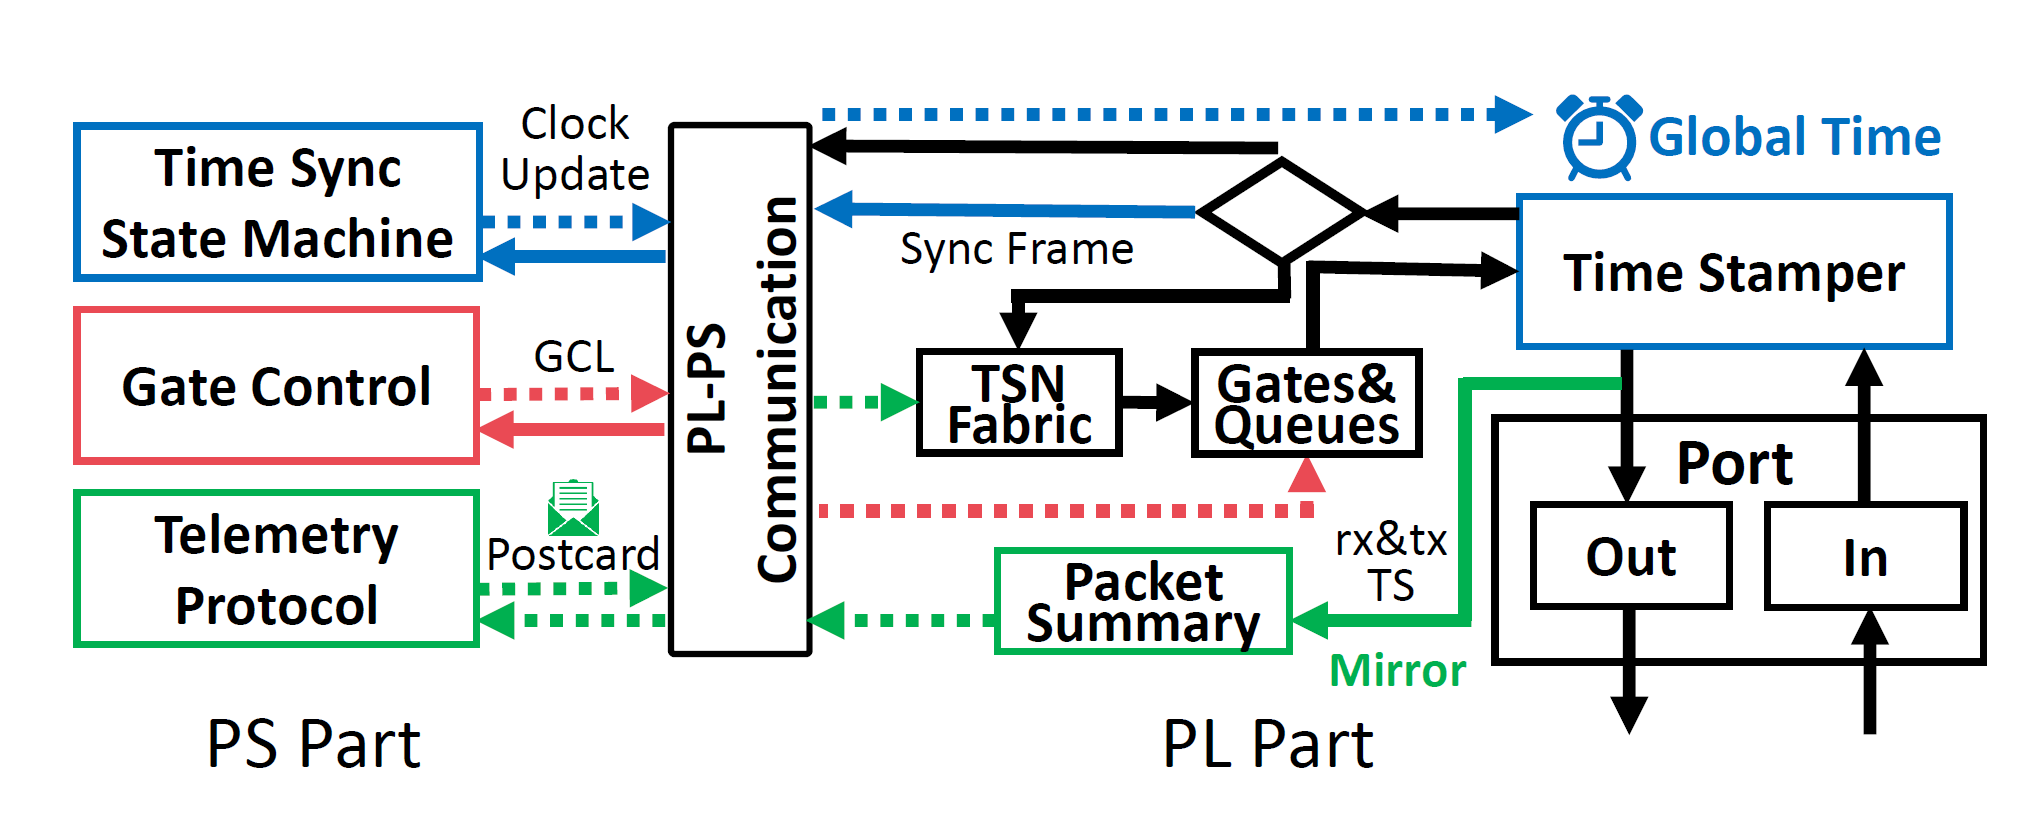 Time Sync
State Machine
Clock
Update
Gate Control
GCL
Telemetry
Protocol
Postcard
PL-PS
Communication
Sync Frame
Global Time
Time Stamper
TSN
Fabric
Gates&
Queues
Packet
Summary
rx&tx
TS
Mirror
Port
Out
In
PS Part
PL Part